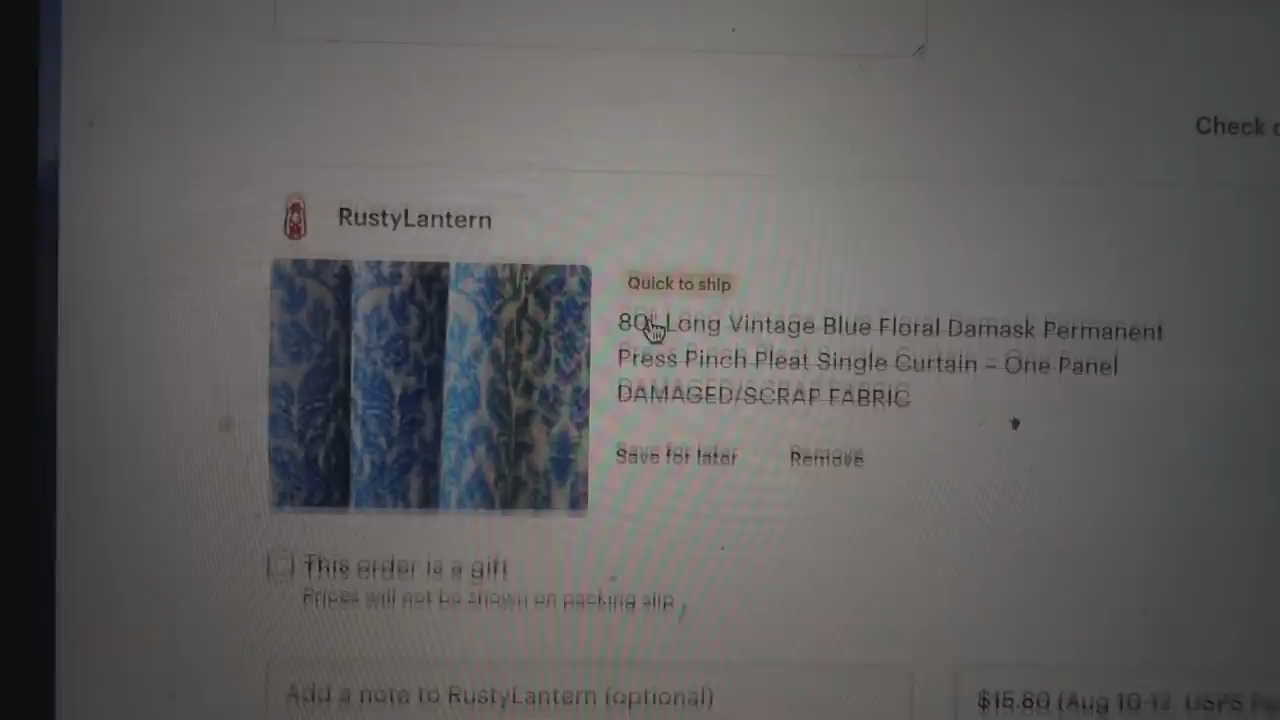 Check
RustyLantern
Quick to ship
Long Vintage Blue Floral Damask Permanent
Press Pinch Pleat Single Curtain - One Panel
DAMAGED/SCRAP FABRIC
Save for later Remove
This order is a gift
Prices will not be shown on packing slip
Add a note to RustyLantern (optional)
$15.80 (Aug 10-12, USPS